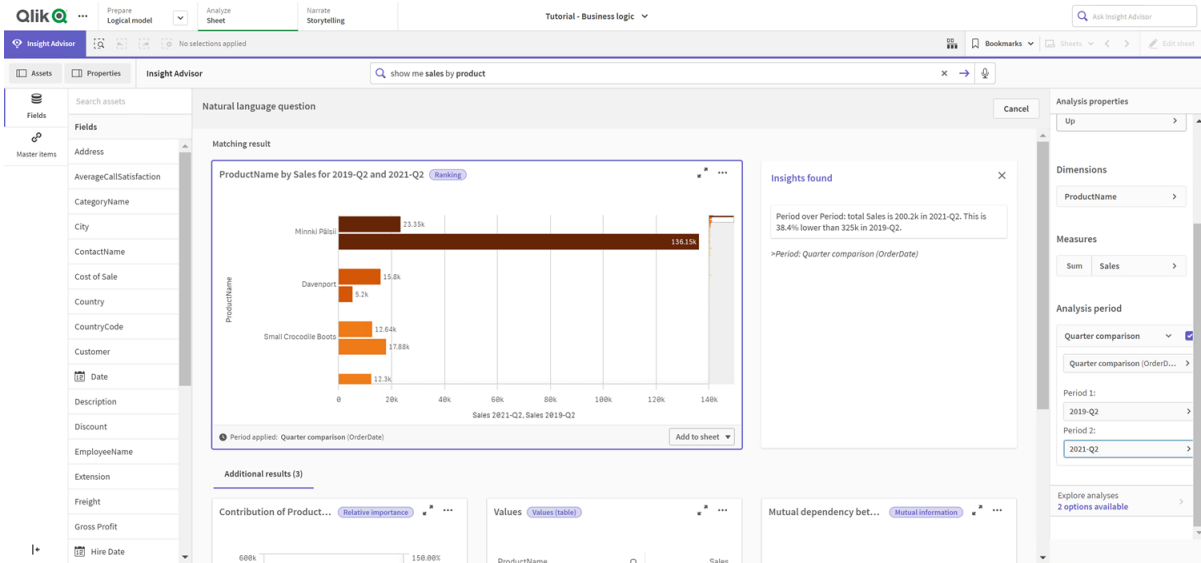 Qlik
Prepare
Logical model
Analyze
Sheet
Narrate
Storytelling
Tutorial - Business logic
Ask Insight Advisor
Insight Advisor
No selections applied
Bookmarks
Sheets
Edit sheet
Assets
Properties
Insight Advisor
show me sales by product
Fields
Master items
Search assets
Fields
Address
AverageCallSatisfaction
CategoryName
City
ContactName
Cost of Sale
Country
CountryCode
Customer
Date
Description
Discount
EmployeeName
Extension
Freight
Gross Profit
Hire Date
Natural language question
Cancel
Matching result
ProductName by Sales for 2019-Q2 and 2021-Q2
Ranking
ProductName
Minnki Pälsii
23.35k
136.15k
Davenport
15.8k
5.2k
Small Crocodile Boots
12.64k
17.88k
12.3k
0 20k 40k 60k 80k 100k 120k 140k
Sales 2021-Q2, Sales 2019-Q2
Period applied: Quarter comparison (OrderDate)
Add to sheet
Insights found
Period over Period: total Sales is 200.2k in 2021-Q2. This is
38.4% lower than 325k in 2019-Q2.
>Period: Quarter comparison (OrderDate)
Additional results (3)
Contribution of Product...
Relative importance
600k
150.00%
Values
Values (table)
ProductName
Sales
Mutual dependency bet...
Mutual information
Analysis properties
Up
Dimensions
ProductName
Measures
Sum Sales
Analysis period
Quarter comparison
Quarter comparison (OrderD...
Period 1:
2019-Q2
Period 2:
2021-Q2
Explore analyses
2 options available